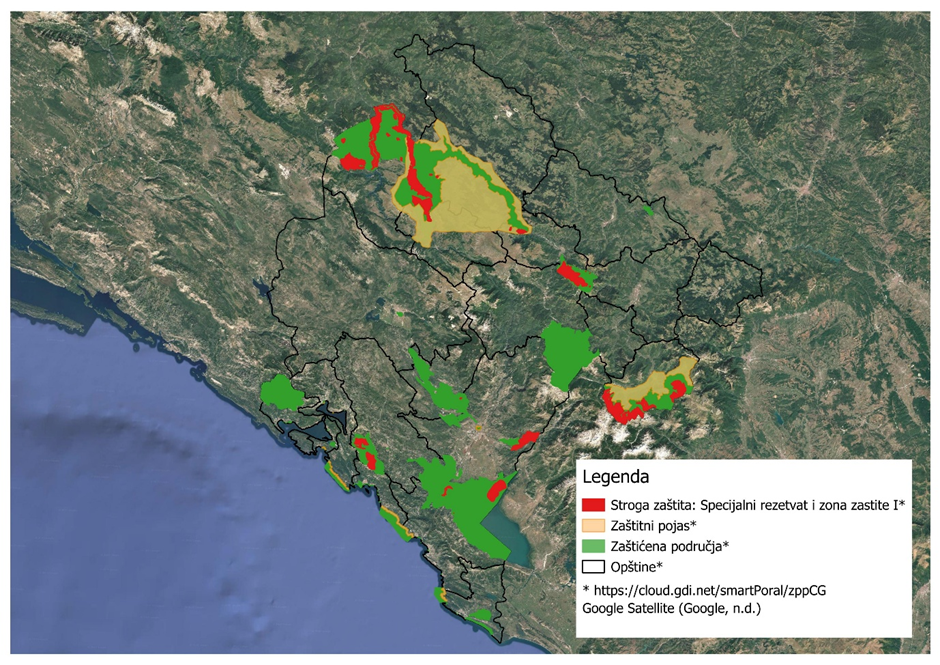 Legenda
Stroga zaštita: Specijalni rezetvat i zona zastite I*
Zaštitni pojas*
Zaštićena područja*
Opštine*
* https://cloud.gdi.net/smartPoral/zppCG
Google Satellite (Google, n.d.)